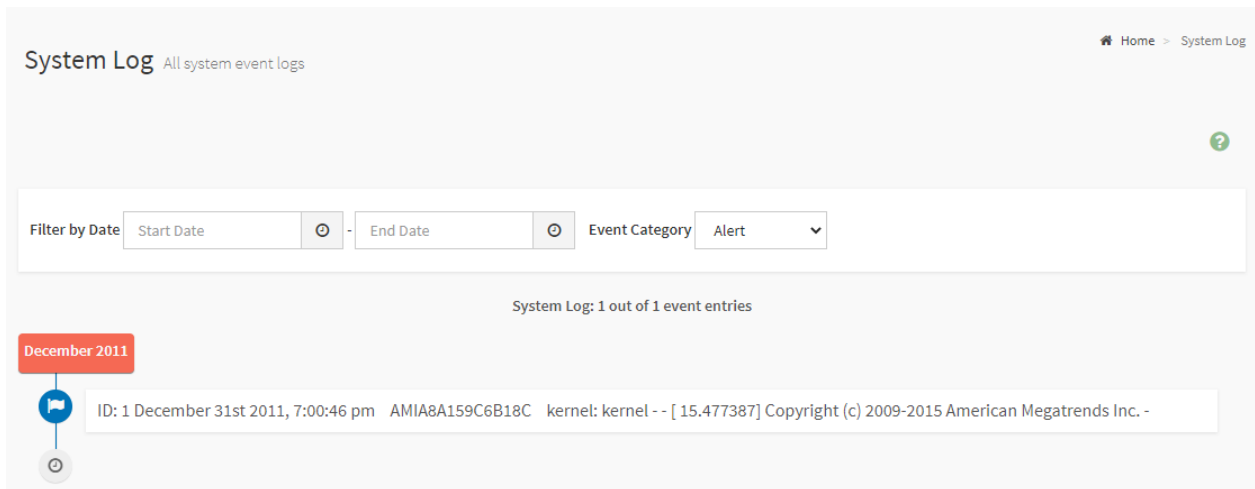 System Log All system event logs
Home > System Log
Filter by Date Start Date - End Date Event Category Alert
System Log: 1 out of 1 event entries
December 2011
ID: 1 December 31st 2011, 7:00:46 pm AMIA8A159C6B18C kernel: kernel - - [ 15.477387] Copyright (c) 2009-2015 American Megatrends Inc. -